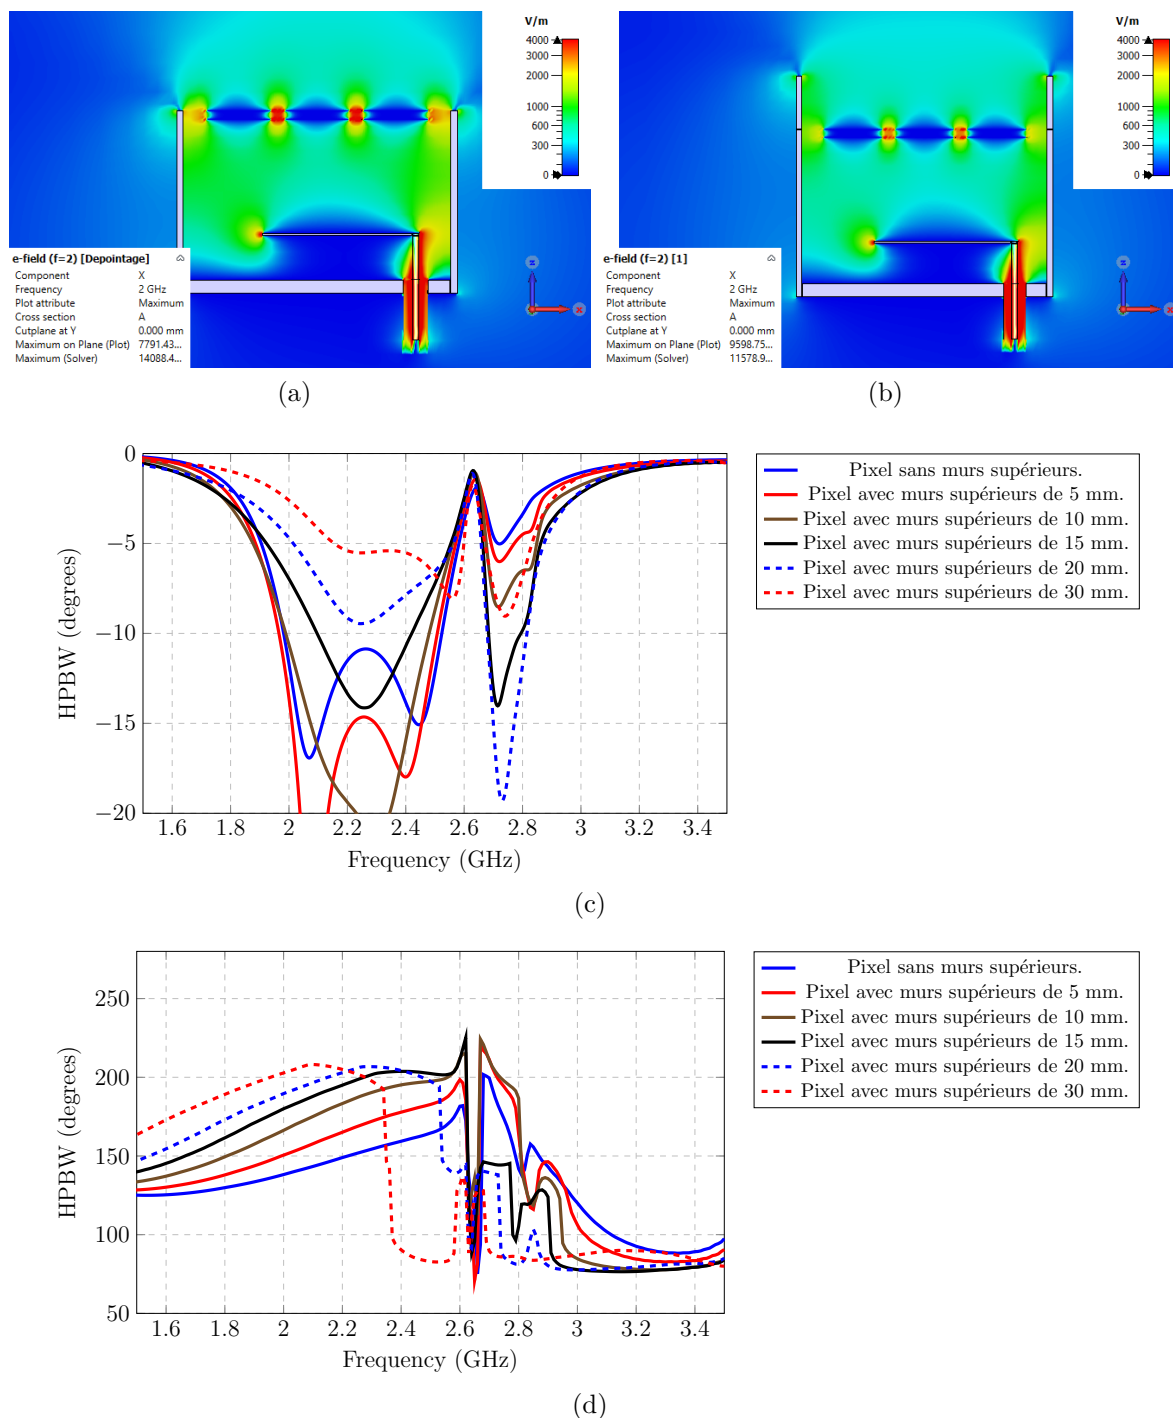 V/m
4000
3000
2000
1000
600
300
0
e-field (f=2) [Depointage]
Component X
Frequency 2 GHz
Plot attribute Maximum
Cross section A
Cutplane at Y 0.000 mm
Maximum on Plane (Plot) 7791.43...
Maximum (Solver) 14088.4...
z
x
(a)
V/m
4000
3000
2000
1000
600
300
0
e-field (f=2) [1]
Component X
Frequency 2 GHz
Plot attribute Maximum
Cross section A
Cutplane at Y 0.000 mm
Maximum on Plane (Plot) 9598.75...
Maximum (Solver) 11578.9...
z
x
(b)
HPBW (degrees)
0
−5
−10
−15
−20
1.6 1.8 2 2.2 2.4 2.6 2.8 3 3.2 3.4
Frequency (GHz)
Pixel sans murs supérieurs.
Pixel avec murs supérieurs de 5 mm.
Pixel avec murs supérieurs de 10 mm.
Pixel avec murs supérieurs de 15 mm.
Pixel avec murs supérieurs de 20 mm.
Pixel avec murs supérieurs de 30 mm.
(c)
HPBW (degrees)
250
200
150
100
50
1.6 1.8 2 2.2 2.4 2.6 2.8 3 3.2 3.4
Frequency (GHz)
Pixel sans murs supérieurs.
Pixel avec murs supérieurs de 5 mm.
Pixel avec murs supérieurs de 10 mm.
Pixel avec murs supérieurs de 15 mm.
Pixel avec murs supérieurs de 20 mm.
Pixel avec murs supérieurs de 30 mm.
(d)